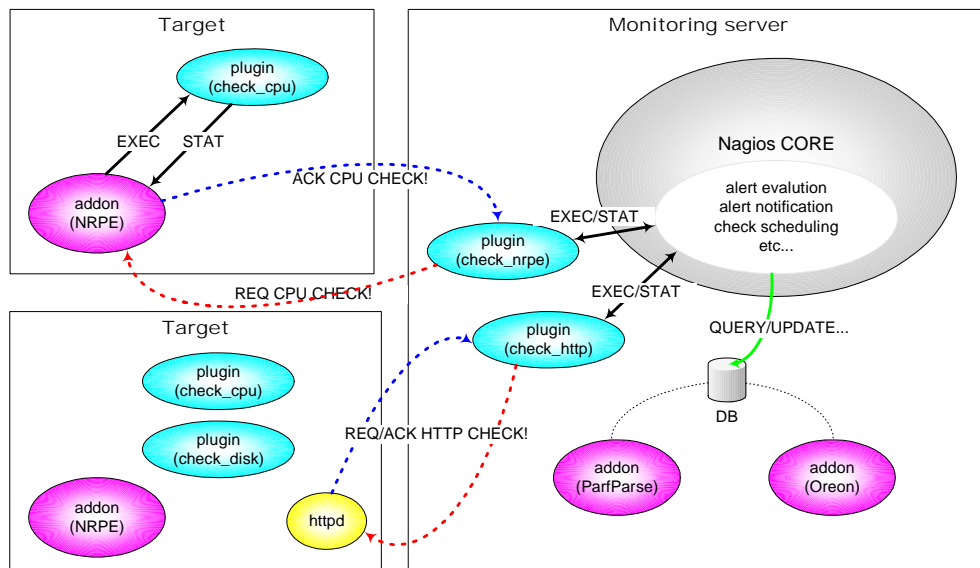 Target
Monitoring server
plugin
(check_cpu)
EXEC
STAT
addon
(NRPE)
ACK CPU CHECK!
REQ CPU CHECK!
plugin
(check_nrpe)
EXEC/STAT
Nagios CORE
alert evalution
alert notification
check scheduling
etc...
EXEC/STAT
plugin
(check_http)
QUERY/UPDATE...
DB
addon
(ParfParse)
addon
(Oreon)
Target
plugin
(check_cpu)
plugin
(check_disk)
REQ/ACK HTTP CHECK!
addon
(NRPE)
httpd